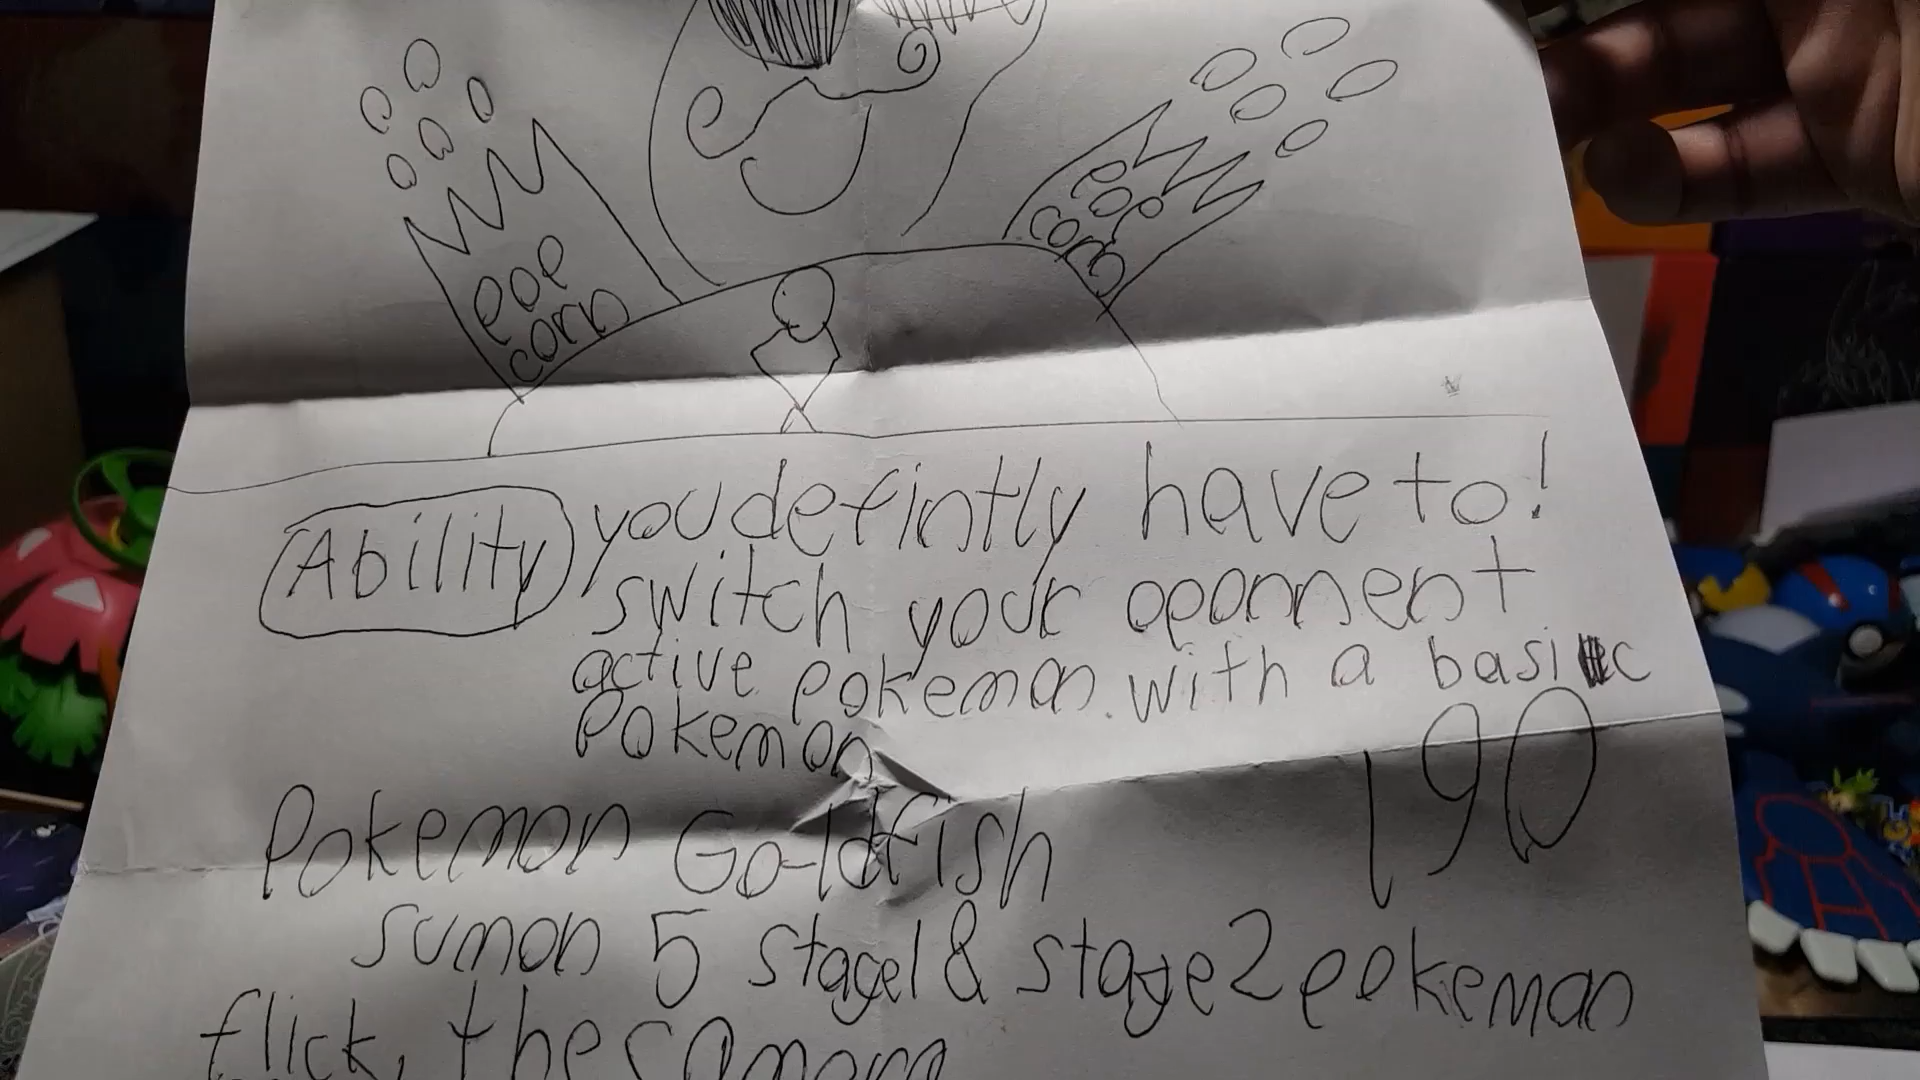 pop
corn
pop
corn
Ability you defintly have to!
switch your oponnent
active pokemon with a basic
Pokemon
Pokemon Goldfish 190
sumon 5 stage1 & stage2 pokemon
flick, the